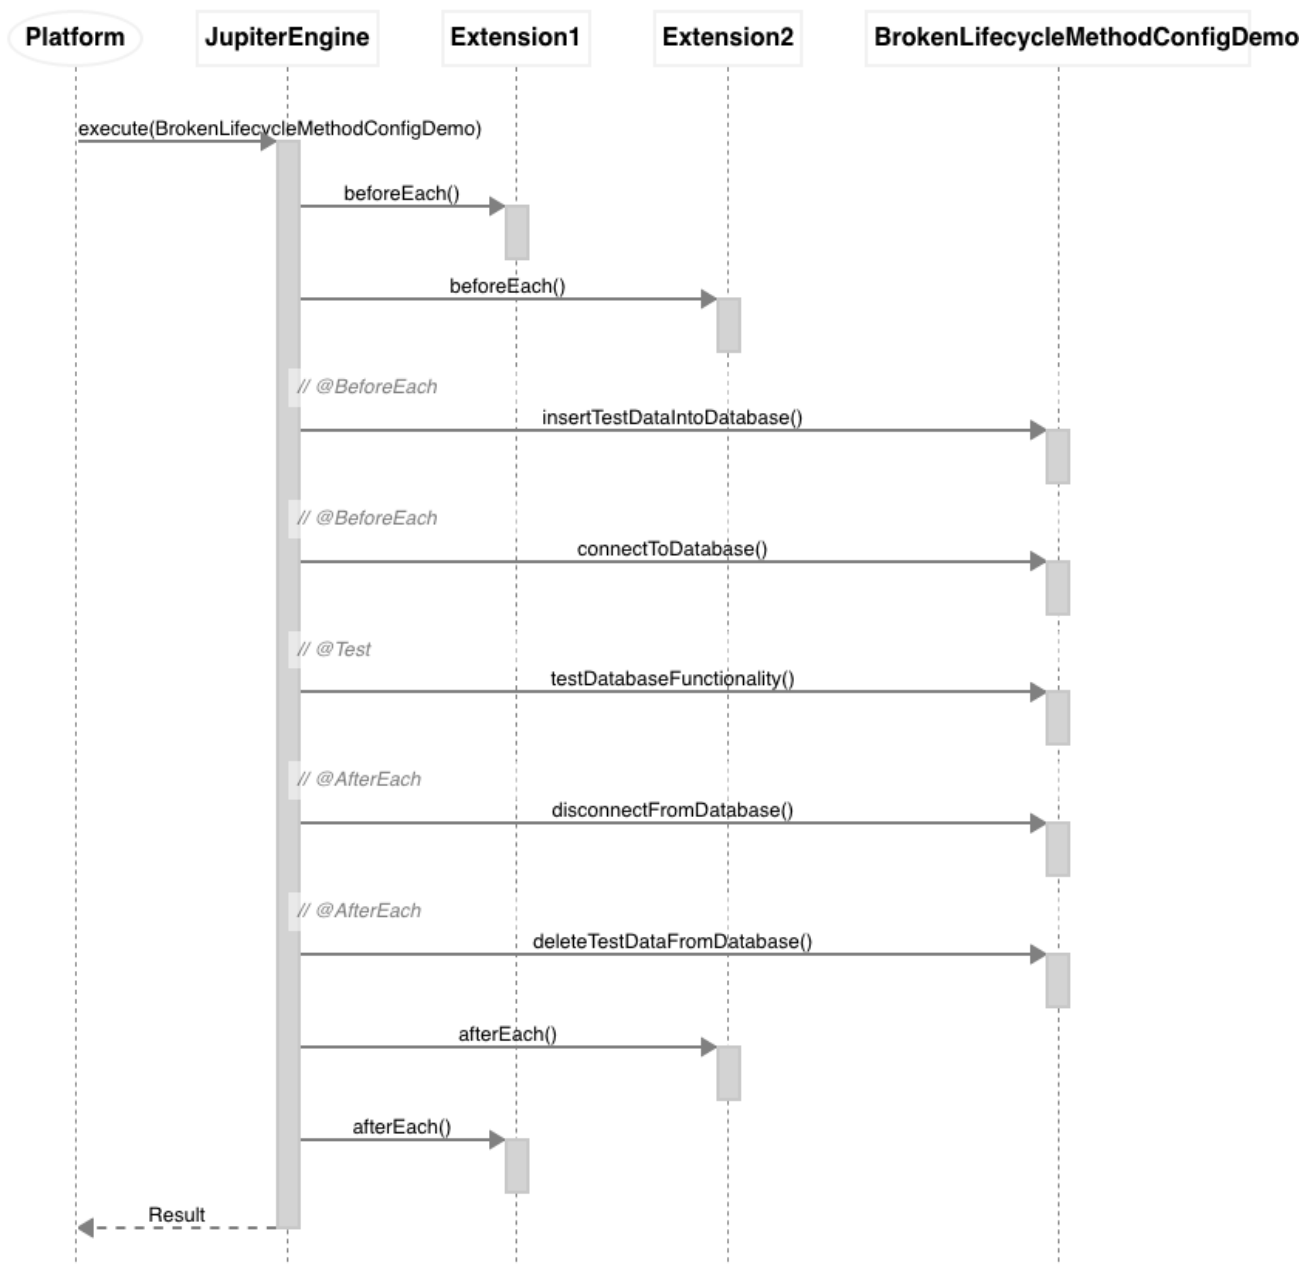 Platform JupiterEngine Extension1 Extension2 BrokenLifecycleMethodConfigDemo
execute(BrokenLifecycleMethodConfigDemo)
beforeEach()
beforeEach()
// @BeforeEach
insertTestDataIntoDatabase()
// @BeforeEach
connectToDatabase()
// @Test
testDatabaseFunctionality()
// @AfterEach
disconnectFromDatabase()
// @AfterEach
deleteTestDataFromDatabase()
afterEach()
afterEach()
Result